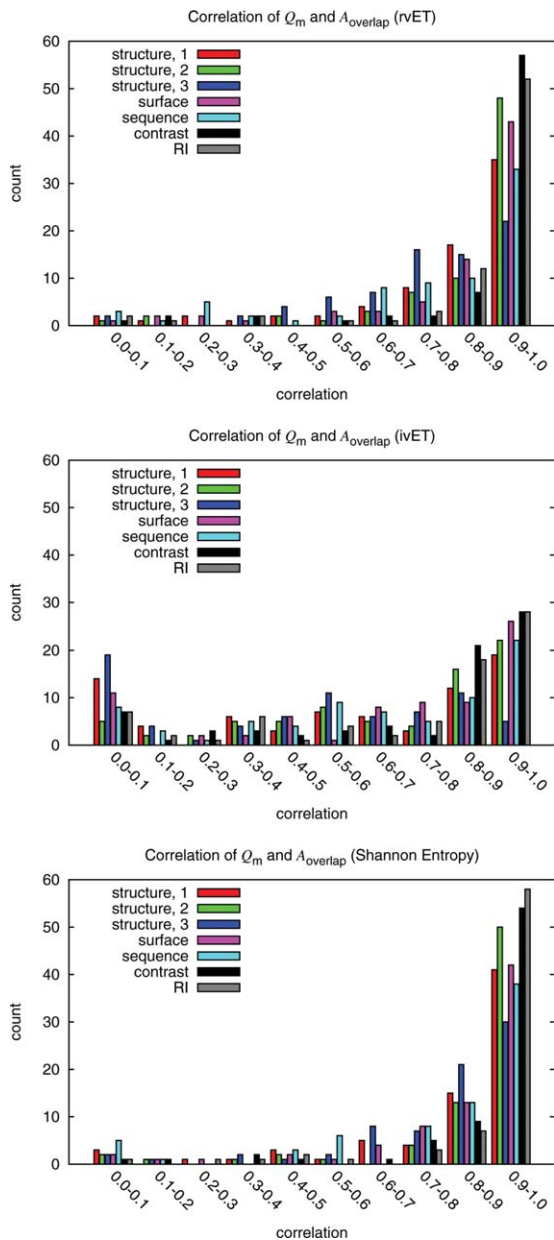 Correlation of Qm and Aoverlap (rvET)
60
50
40
30
20
10
0
count
structure, 1
structure, 2
structure, 3
surface
sequence
contrast
RI
0.0-0.1
0.1-0.2
0.2-0.3
0.3-0.4
0.4-0.5
0.5-0.6
0.6-0.7
0.7-0.8
0.8-0.9
0.9-1.0
correlation
Correlation of Qm and Aoverlap (ivET)
60
50
40
30
20
10
0
count
structure, 1
structure, 2
structure, 3
surface
sequence
contrast
RI
0.0-0.1
0.1-0.2
0.2-0.3
0.3-0.4
0.4-0.5
0.5-0.6
0.6-0.7
0.7-0.8
0.8-0.9
0.9-1.0
correlation
Correlation of Qm and Aoverlap (Shannon Entropy)
60
50
40
30
20
10
0
count
structure, 1
structure, 2
structure, 3
surface
sequence
contrast
RI
0.0-0.1
0.1-0.2
0.2-0.3
0.3-0.4
0.4-0.5
0.5-0.6
0.6-0.7
0.7-0.8
0.8-0.9
0.9-1.0
correlation